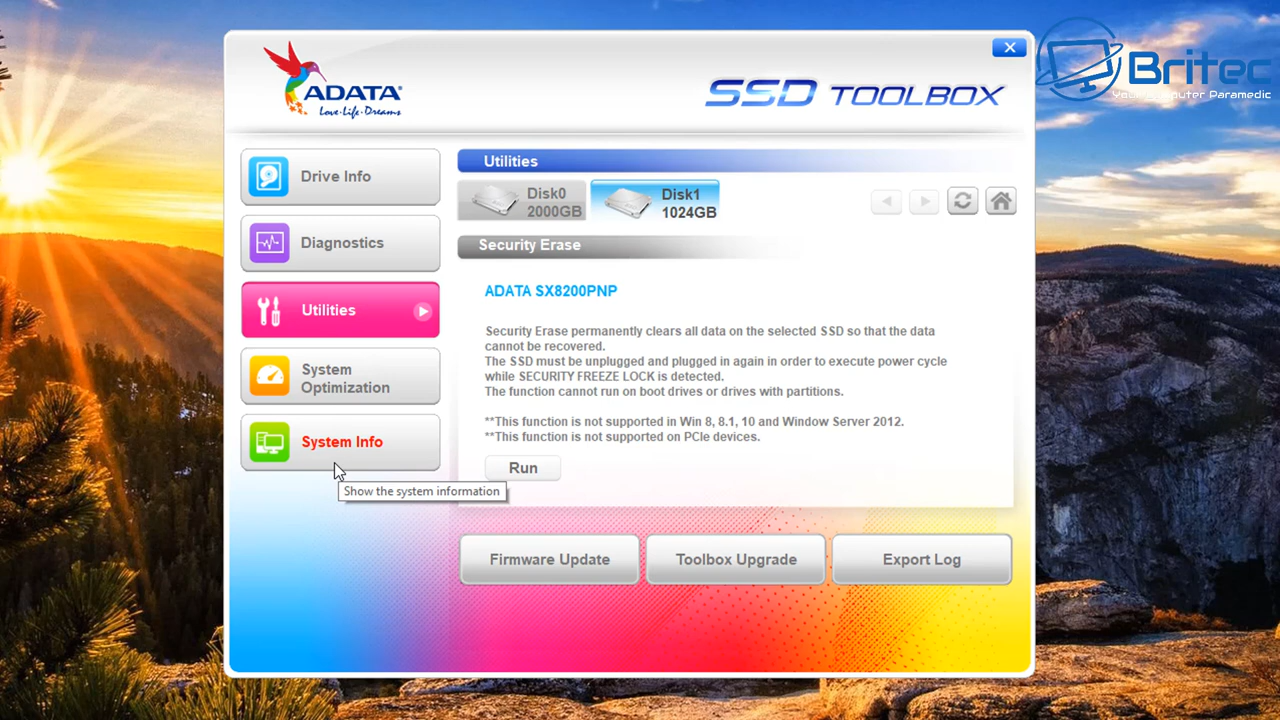 ADATA®
Love·Life·Dreams
SSD TOOLBOX
Britec
Your Computer Paramedic
Drive Info
Diagnostics
Utilities
System
Optimization
System Info
Show the system information
Utilities
Disk0
2000GB
Disk1
1024GB
Security Erase
ADATA SX8200PNP
Security Erase permanently clears all data on the selected SSD so that the data
cannot be recovered.
The SSD must be unplugged and plugged in again in order to execute power cycle
while SECURITY FREEZE LOCK is detected.
The function cannot run on boot drives or drives with partitions.
**This function is not supported in Win 8, 8.1, 10 and Window Server 2012.
**This function is not supported on PCIe devices.
Run
Firmware Update
Toolbox Upgrade
Export Log